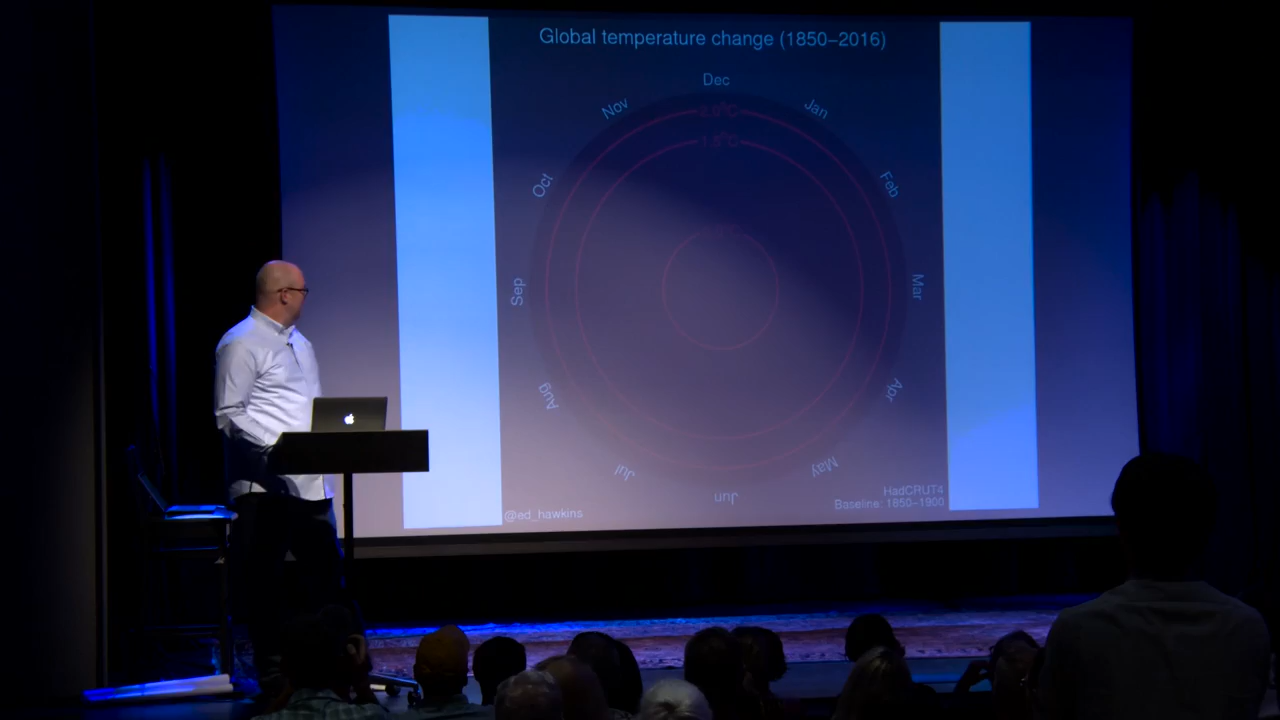 Global temperature change (1850–2016)
Dec
Nov
Jan
2.0°C
1.5°C
Oct
Feb
Sep
Mar
Aug
Apr
Jul
May
Jun
HadCRUT4
Baseline: 1850–1900
@ed_hawkins